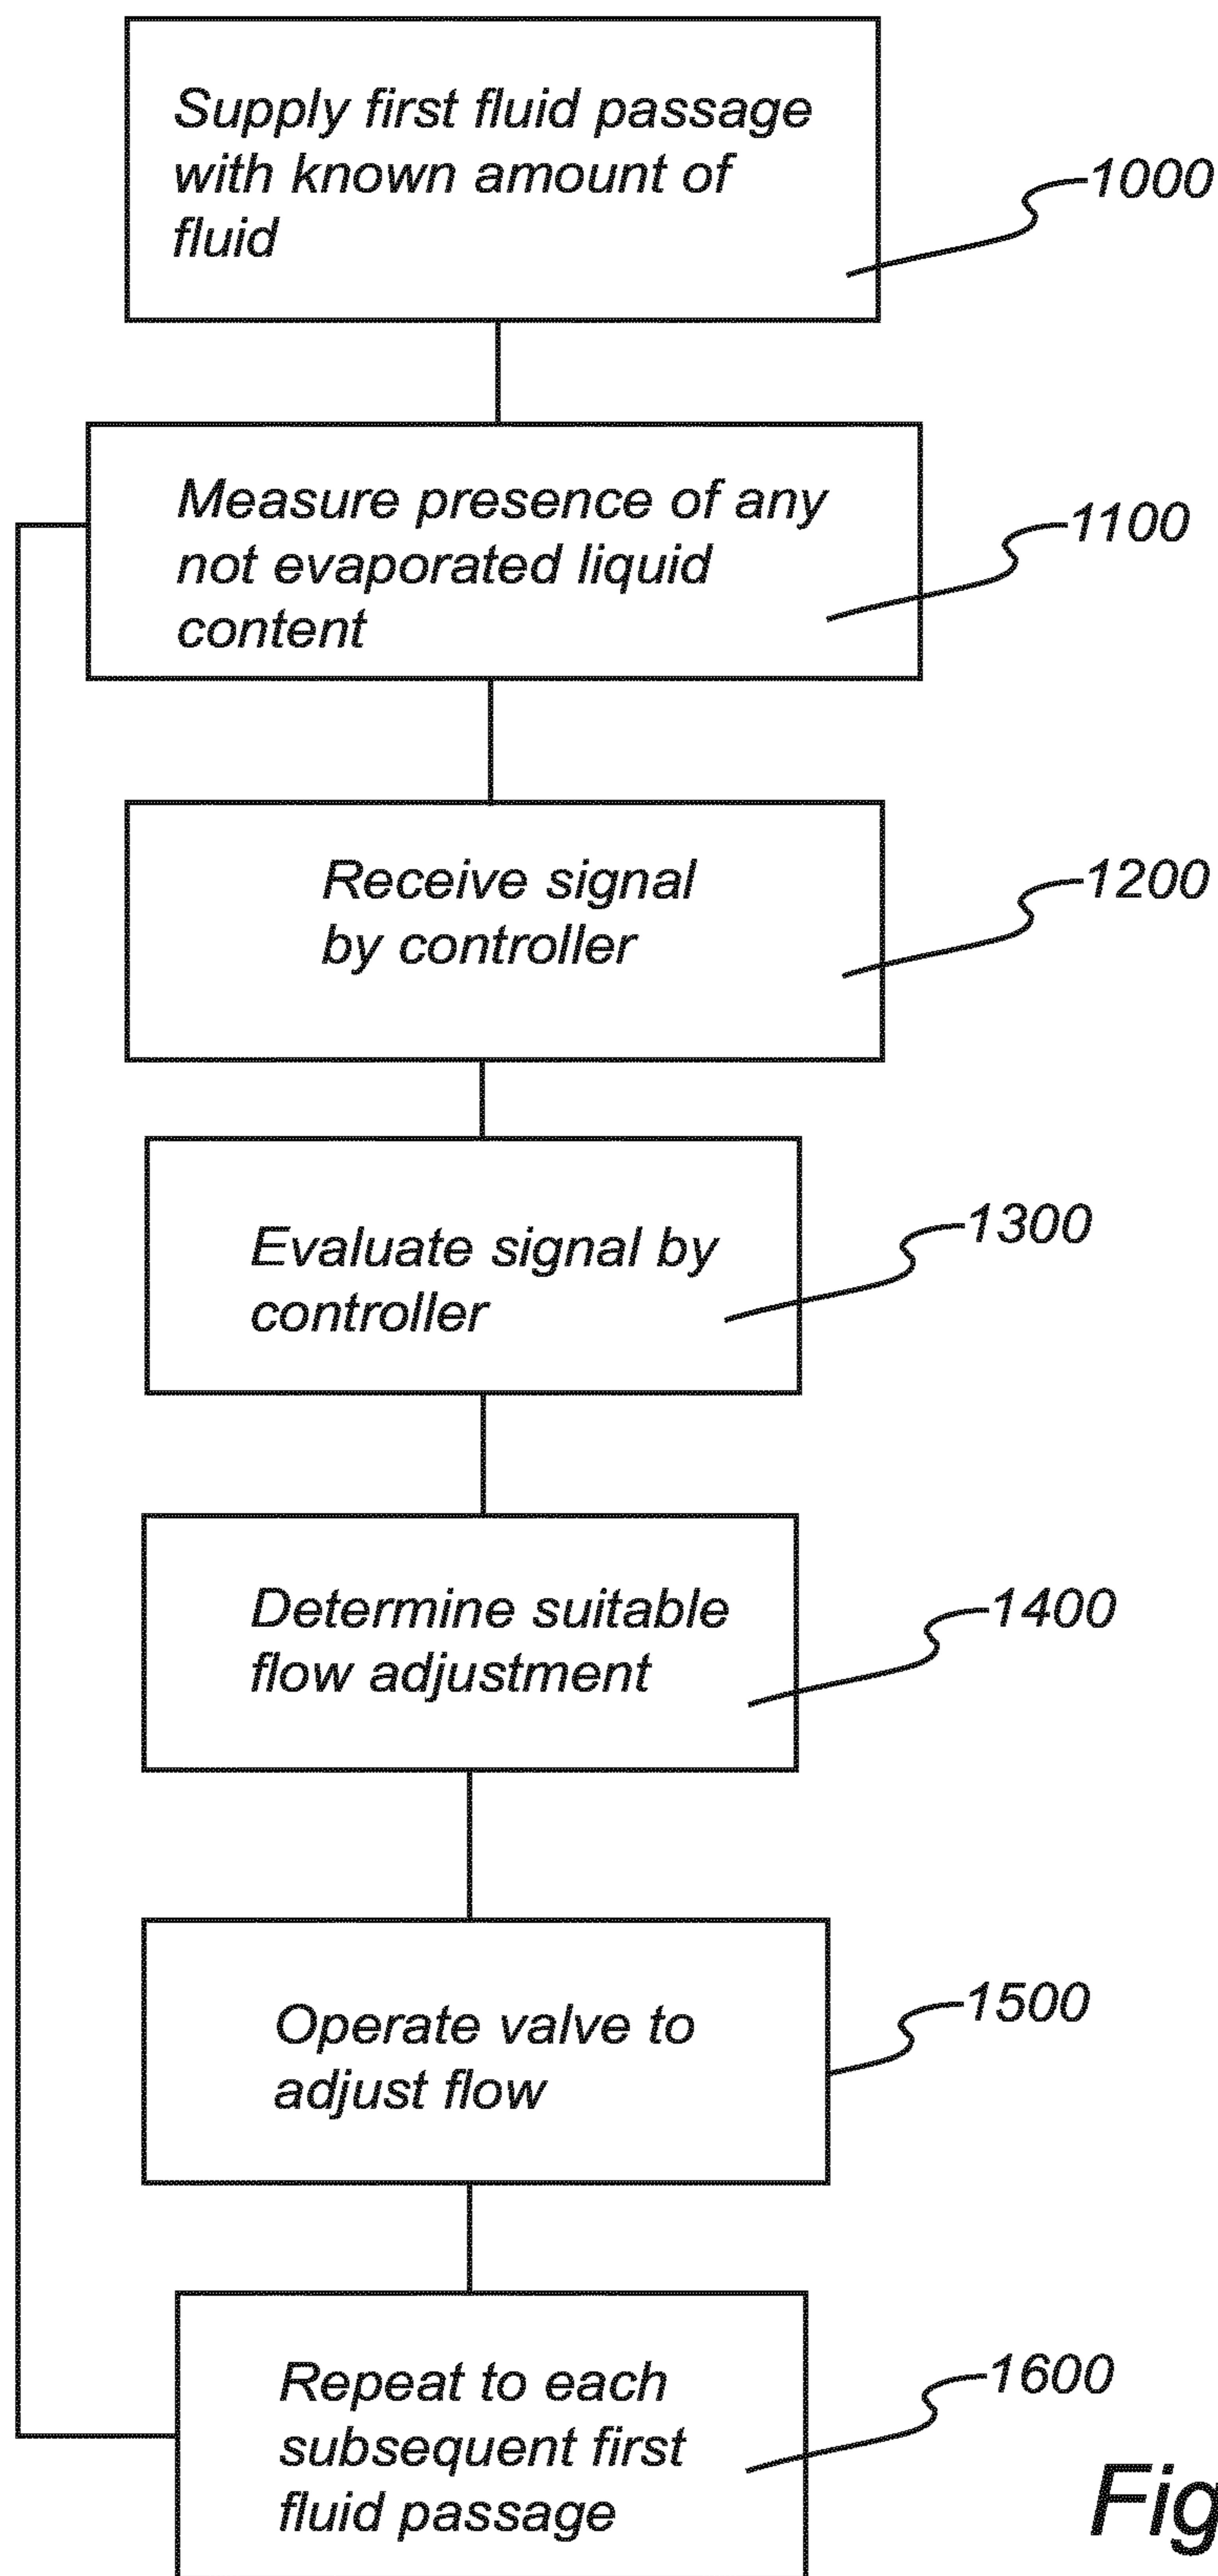 Supply first fluid passage
with known amount of
fluid
1000
Measure presence of any
not evaporated liquid
content
1100
Receive signal
by controller
1200
Evaluate signal by
controller
1300
Determine suitable
flow adjustment
1400
Operate valve to
adjust flow
1500
Repeat to each
subsequent first
fluid passage
1600
Fig